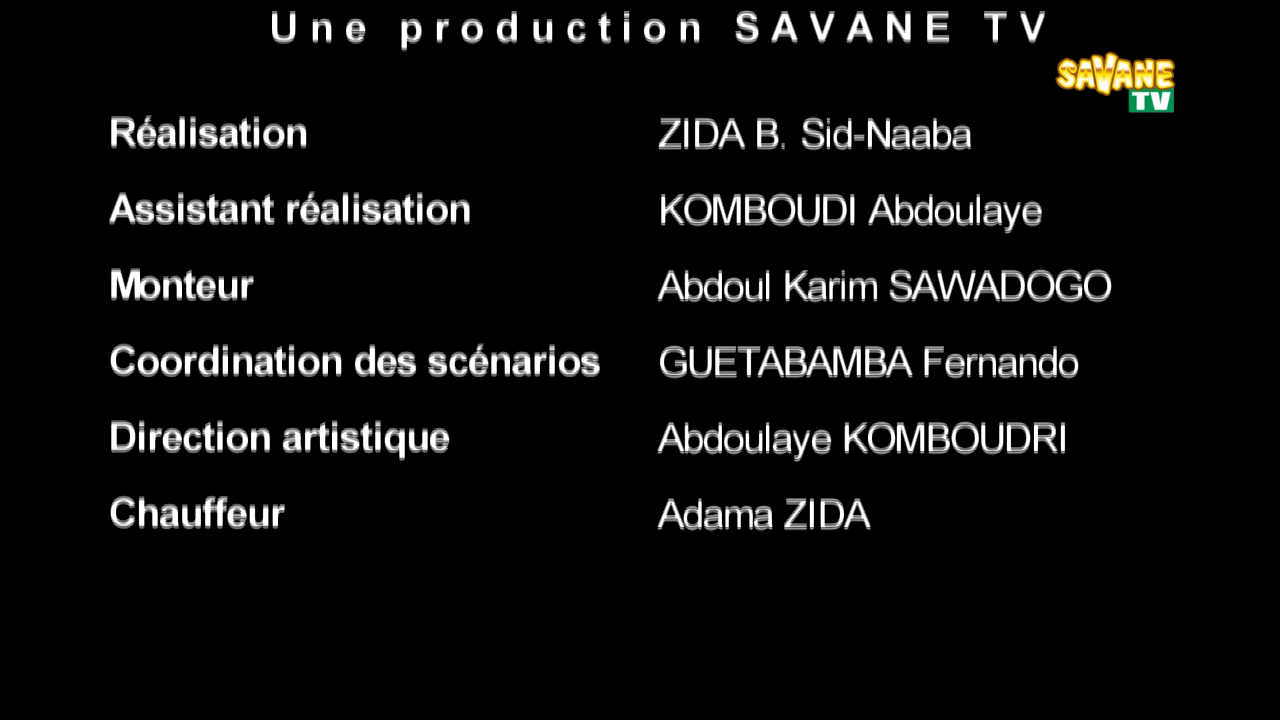 Une production SAVANE TV
SAVANE
TV
Réalisation ZIDA B. Sid-Naaba
Assistant réalisation KOMBOUDI Abdoulaye
Monteur Abdoul Karim SAWADOGO
Coordination des scénarios GUETABAMBA Fernando
Direction artistique Abdoulaye KOMBOUDRI
Chauffeur Adama ZIDA